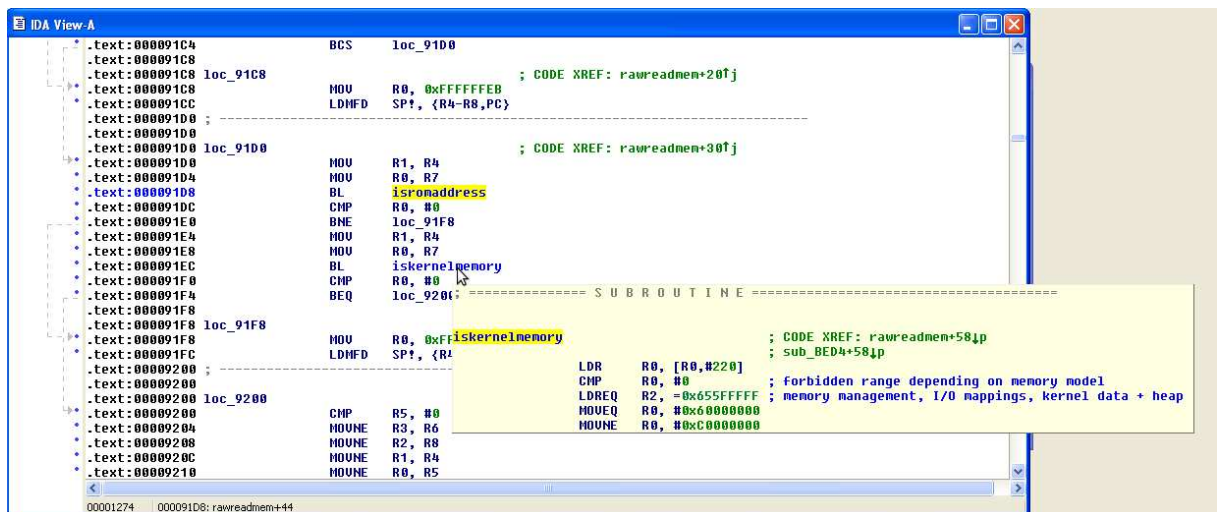 IDA View-A
.text:000091C4 BCS loc_91D0
.text:000091C8
.text:000091C8 loc_91C8 ; CODE XREF: rawreadmem+20↑j
.text:000091C8 MOV R0, 0xFFFFFFEB
.text:000091CC LDMFD SP!, {R4-R8,PC}
.text:000091D0 ; ---------------------------------------------------------------------------
.text:000091D0
.text:000091D0 loc_91D0 ; CODE XREF: rawreadmem+30↑j
.text:000091D0 MOV R1, R4
.text:000091D4 MOV R0, R7
.text:000091D8 BL isromaddress
.text:000091DC CMP R0, #0
.text:000091E0 BNE loc_91F8
.text:000091E4 MOV R1, R4
.text:000091E8 MOV R0, R7
.text:000091EC BL iskernelmemory
.text:000091F0 CMP R0, #0
.text:000091F4 BEQ loc_920
; =============== S U B R O U T I N E =======================================
.text:000091F8
.text:000091F8 loc_91F8
.text:000091F8 MOV R0, 0xFF
iskernelmemory ; CODE XREF: rawreadmem+58↓p
.text:000091FC LDMFD SP!, {R4
; sub_BED4+58↓p
.text:00009200 ; ---------------
LDR R0, [R0,#220]
.text:00009200
CMP R0, #0 ; forbidden range depending on memory model
.text:00009200 loc_9200
LDREQ R2, =0x655FFFFF ; memory management, I/O mappings, kernel data + heap
.text:00009200 CMP R5, #0
MOVEQ R0, #0x60000000
.text:00009204 MOVNE R3, R6
MOVNE R0, #0xC0000000
.text:00009208 MOVNE R2, R8
.text:0000920C MOVNE R1, R4
.text:00009210 MOVNE R0, R5
00001274 000091D8: rawreadmem+44